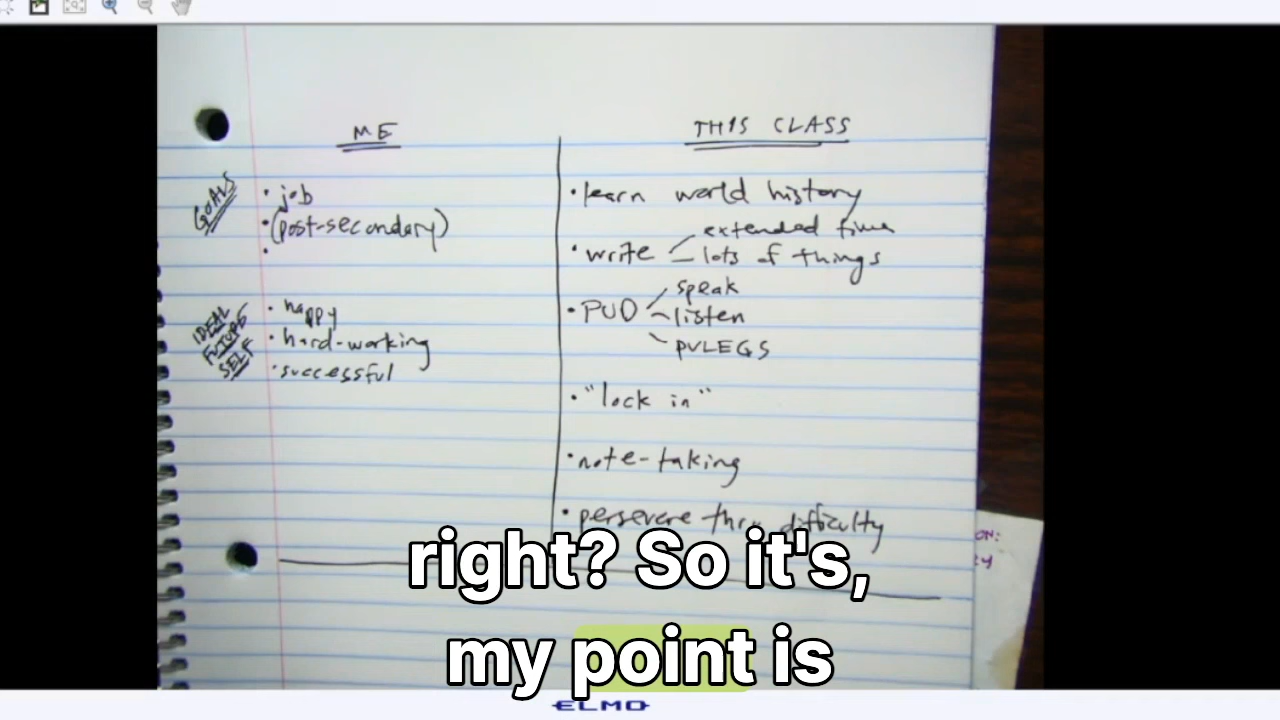 ME
THIS CLASS
GOALS
• job
• (post-secondary)
•
IDEAL
FUTURE
SELF
• happy
• hard-working
• successful
• learn world history
• write
extended time
lots of things
• PUD
speak
listen
PVLEGS
• "lock in"
• note-taking
• persevere thru difficulty
ON:
right? So it's,
my point is
ELMO